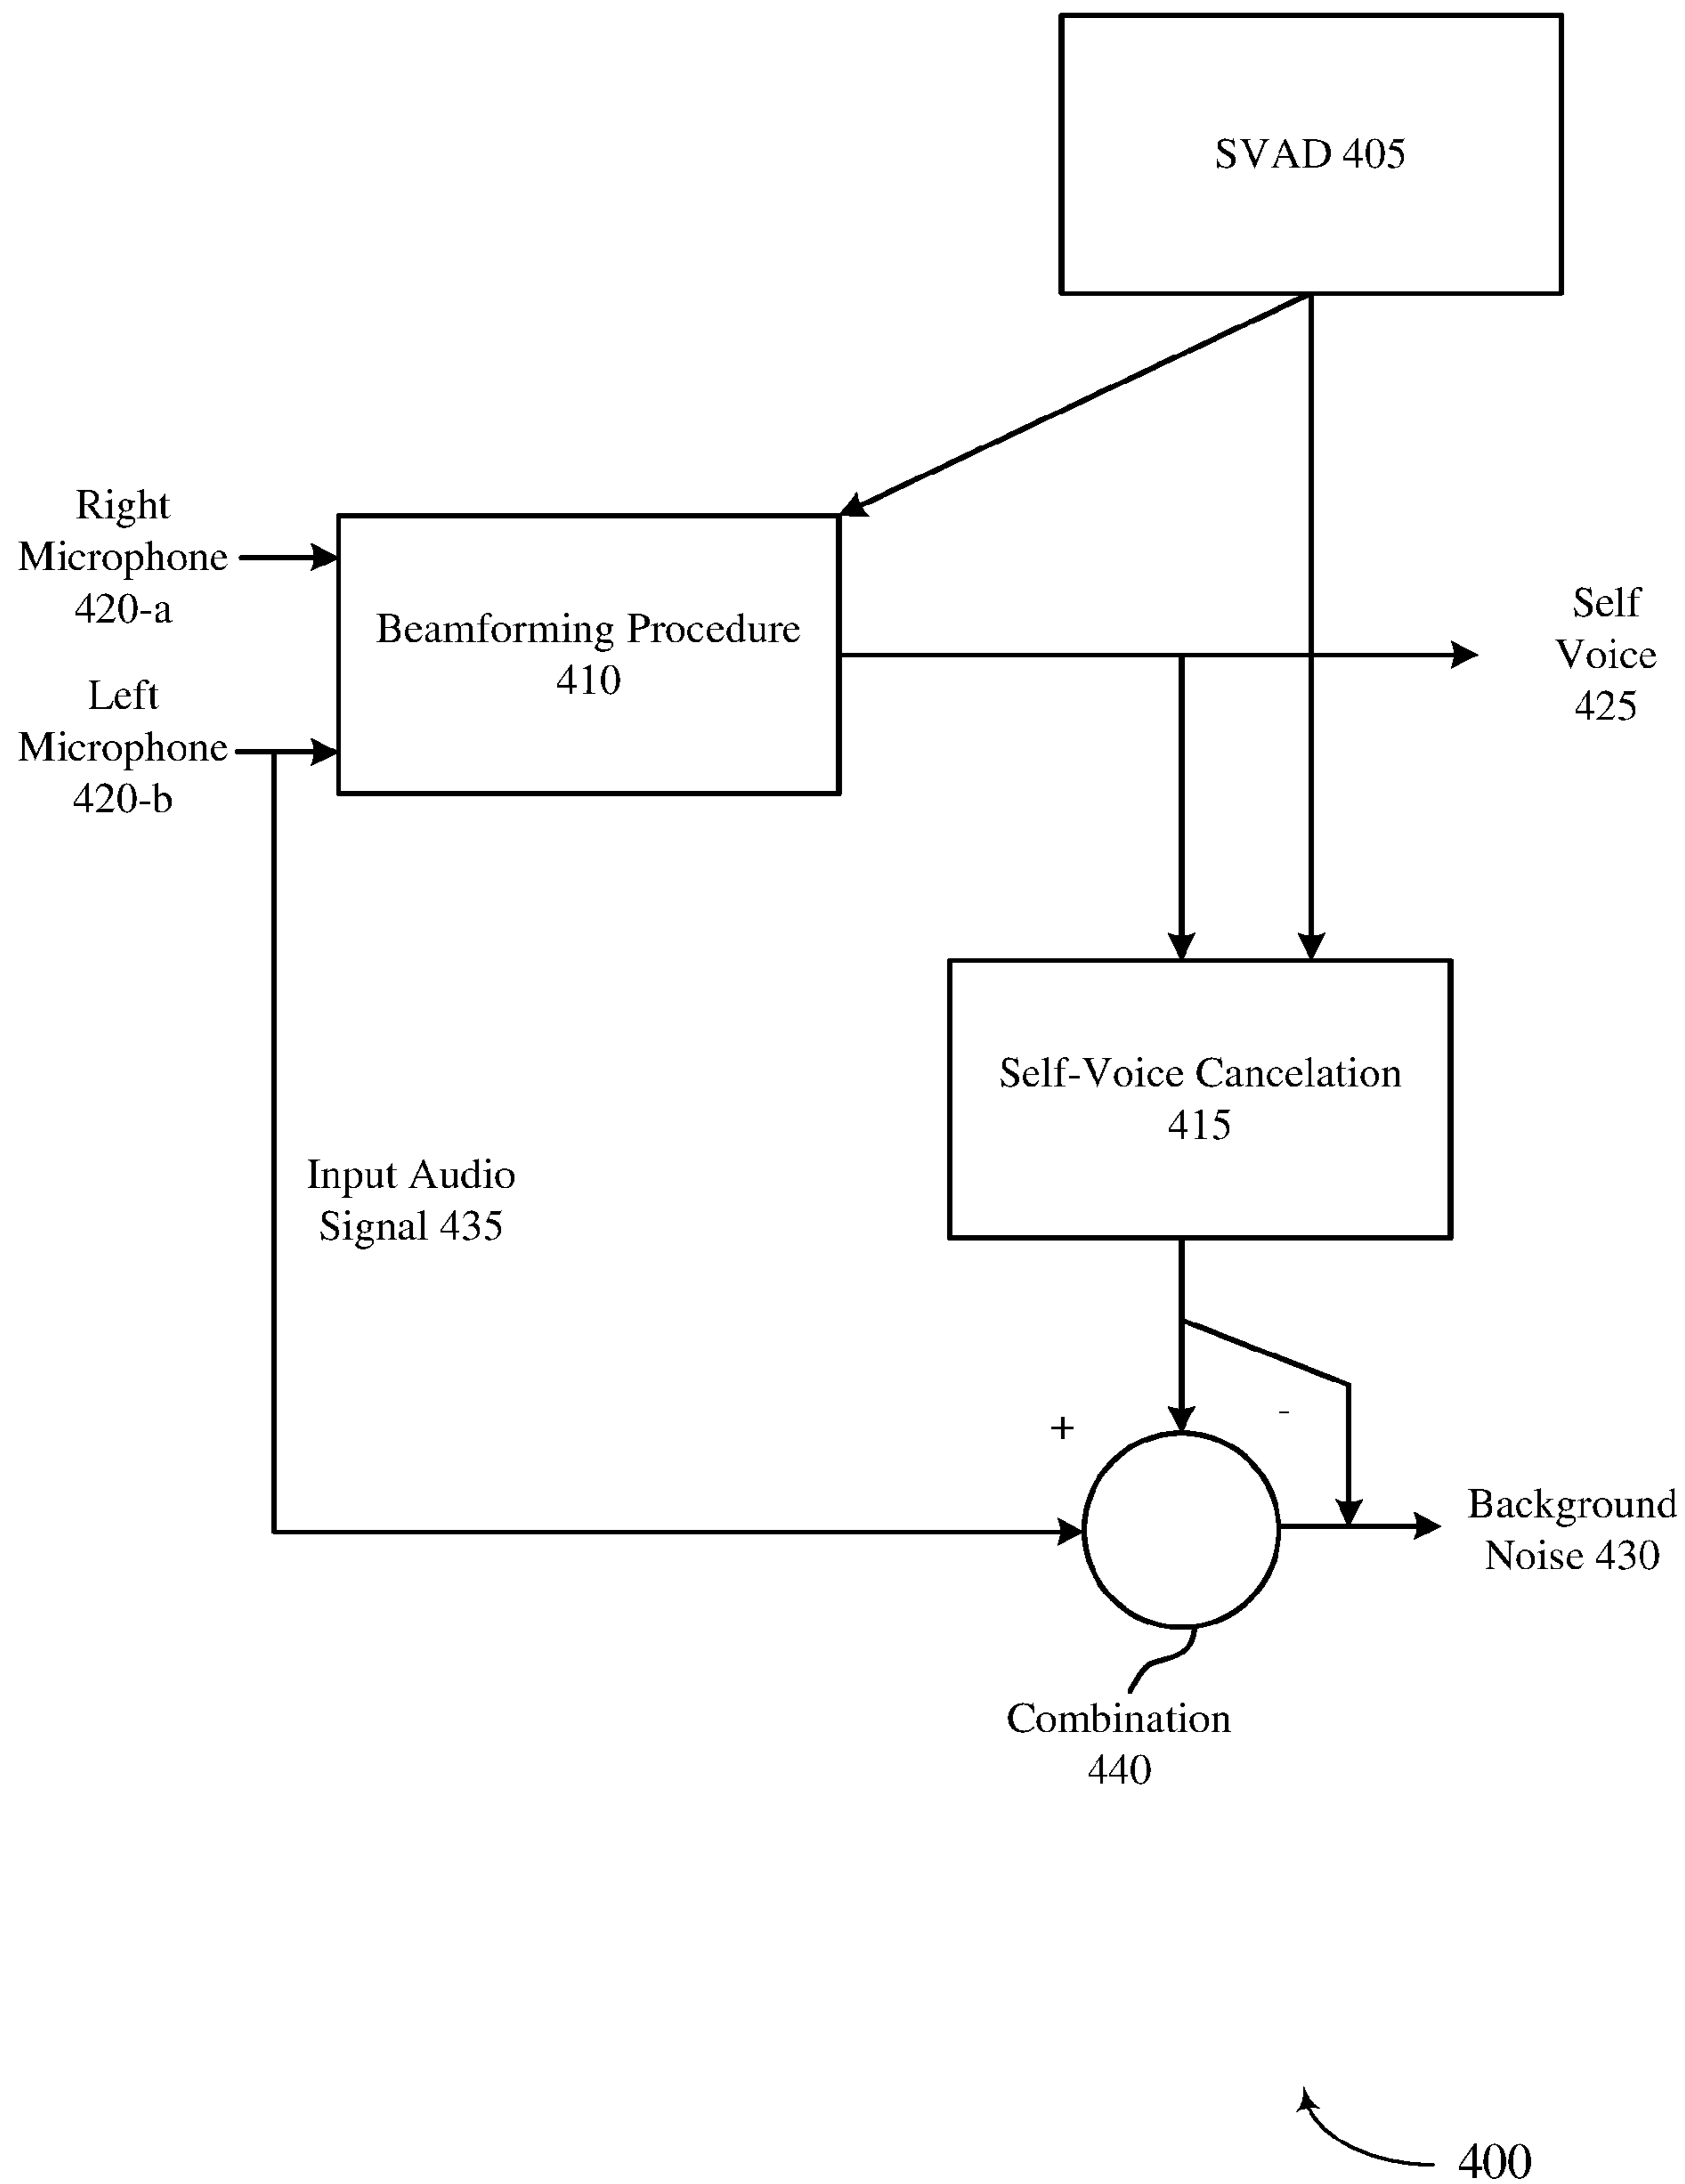 SVAD 405
Right
Microphone
420-a
Beamforming Procedure
410
Self
Voice
425
Left
Microphone
420-b
Self-Voice Cancelation
415
Input Audio
Signal 435
+
-
Background
Noise 430
Combination
440
400